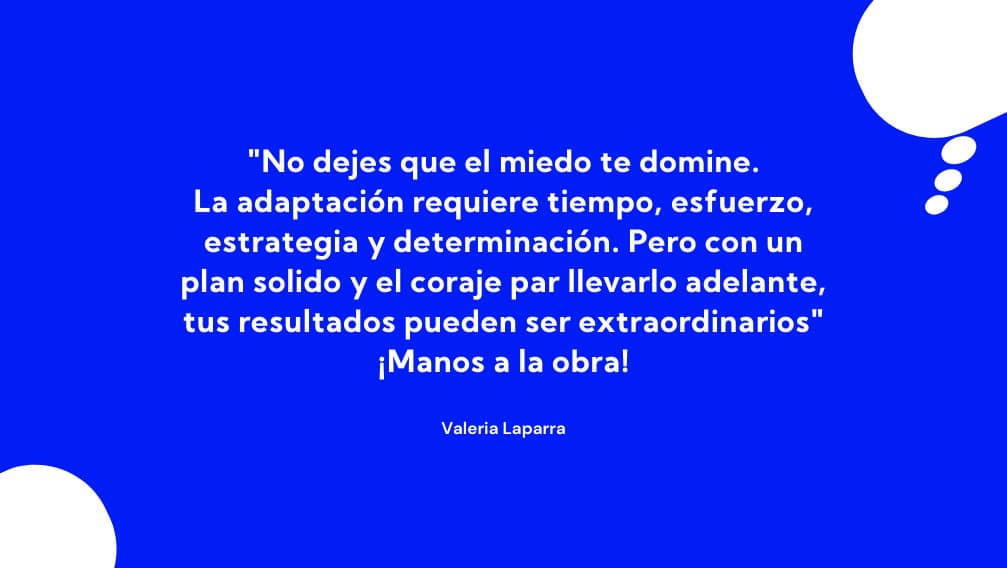 "No dejes que el miedo te domine.
La adaptación requiere tiempo, esfuerzo,
estrategia y determinación. Pero con un
plan solido y el coraje par llevarlo adelante,
tus resultados pueden ser extraordinarios"
¡Manos a la obra!
Valeria Laparra